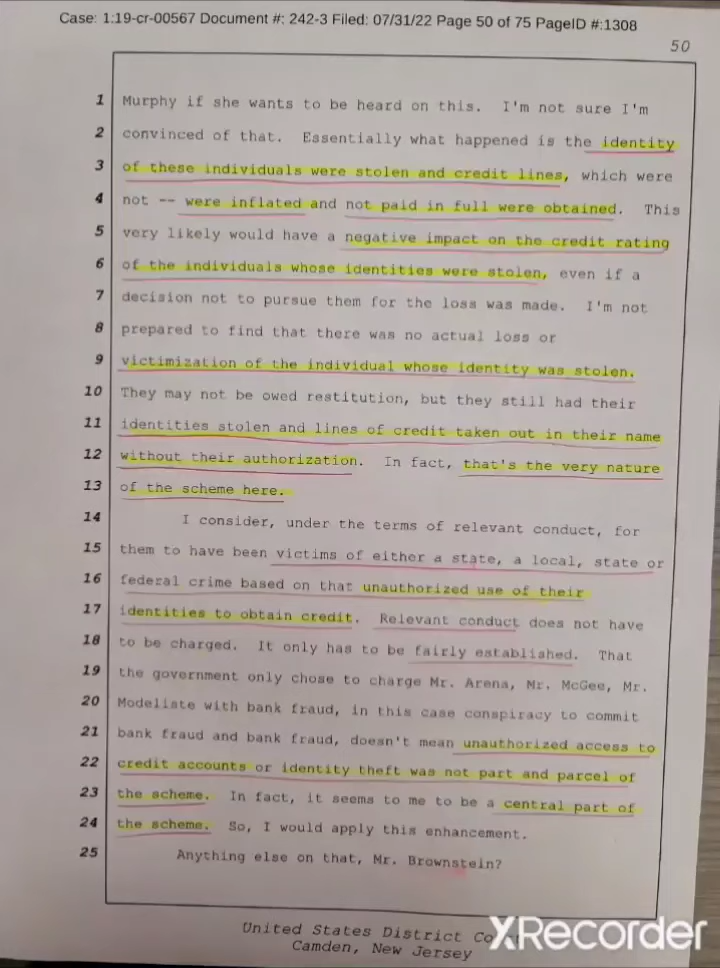 Case: 1:19-cr-00567 Document #: 242-3 Filed: 07/31/22 Page 50 of 75 PageID #:1308
50
1 Murphy if she wants to be heard on this. I'm not sure I'm
2 convinced of that. Essentially what happened is the identity
3 of these individuals were stolen and credit lines, which were
4 not -- were inflated and not paid in full were obtained. This
5 very likely would have a negative impact on the credit rating
6 of the individuals whose identities were stolen, even if a
7 decision not to pursue them for the loss was made. I'm not
8 prepared to find that there was no actual loss or
9 victimization of the individual whose identity was stolen.
10 They may not be owed restitution, but they still had their
11 identities stolen and lines of credit taken out in their name
12 without their authorization. In fact, that's the very nature
13 of the scheme here.
14 I consider, under the terms of relevant conduct, for
15 them to have been victims of either a state, a local, state or
16 federal crime based on that unauthorized use of their
17 identities to obtain credit. Relevant conduct does not have
18 to be charged. It only has to be fairly established. That
19 the government only chose to charge Mr. Arena, Mr. McGee, Mr.
20 Modeliste with bank fraud, in this case conspiracy to commit
21 bank fraud and bank fraud, doesn't mean unauthorized access to
22 credit accounts or identity theft was not part and parcel of
23 the scheme. In fact, it seems to me to be a central part of
24 the scheme. So, I would apply this enhancement.
25 Anything else on that, Mr. Brownstein?
United States District
Camden, New Jersey
XRecorder